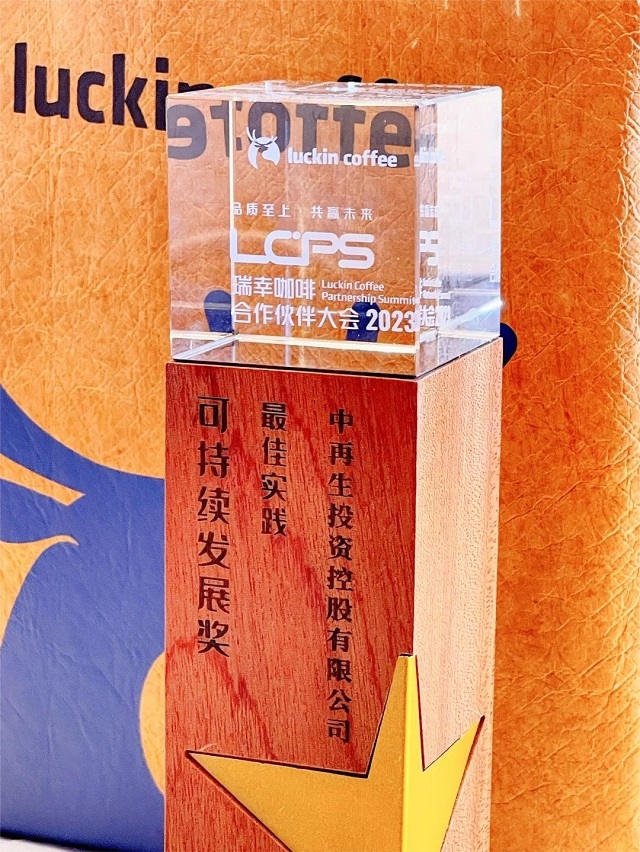 luckin coffee
luckin coffee
品质至上 共赢未来
LCPS
瑞幸咖啡 Luckin Coffee
Partnership Summit
合作伙伴大会 2023
中再生投资控股有限公司
最佳实践
可持续发展奖